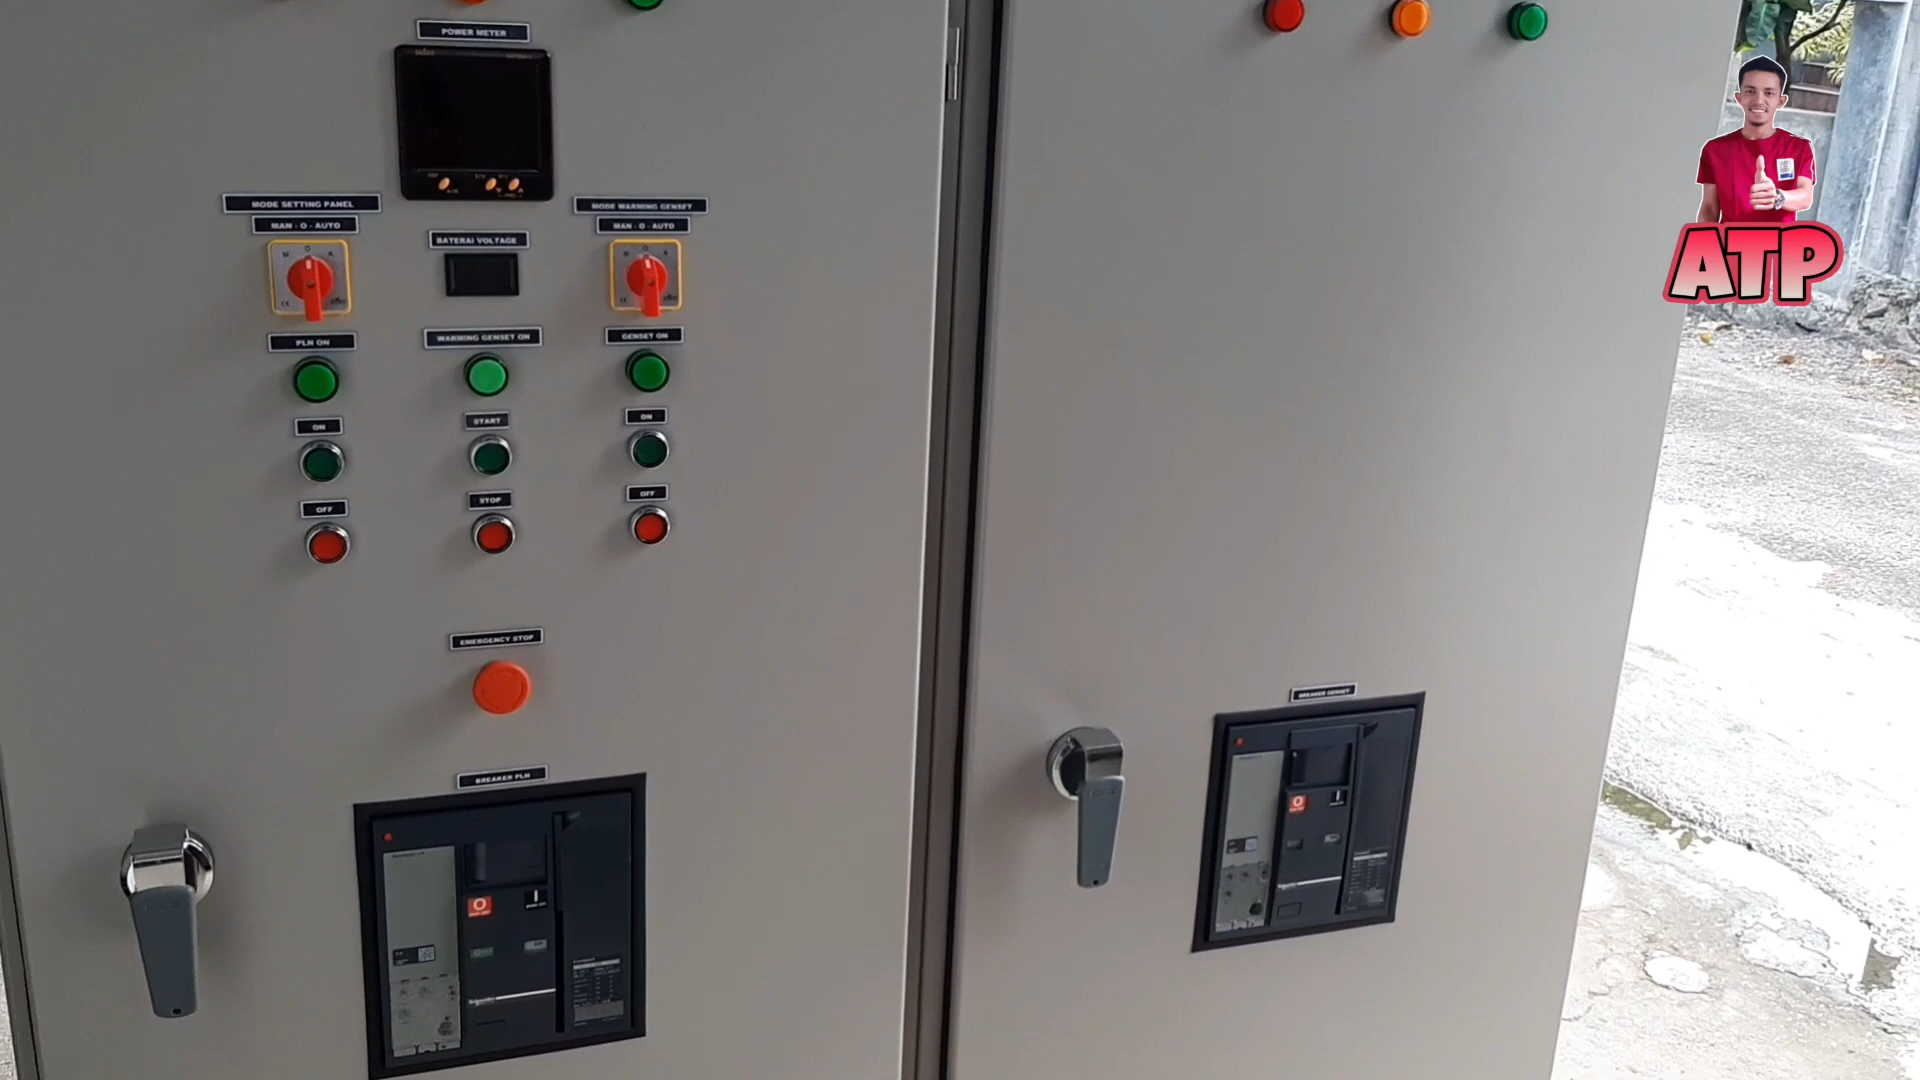 POWER METER
MODE SETTING PANEL
MAN - O - AUTO
MODE WARMING GENSET
MAN - O - AUTO
BATERAI VOLTAGE
O
M
A
O
M
A
PLN ON
WARMING GENSET ON
GENSET ON
ON
START
ON
OFF
STOP
OFF
EMERGENCY STOP
BREAKER PLN
BREAKER GENSET
O
I
Schneider
O
I
ATP